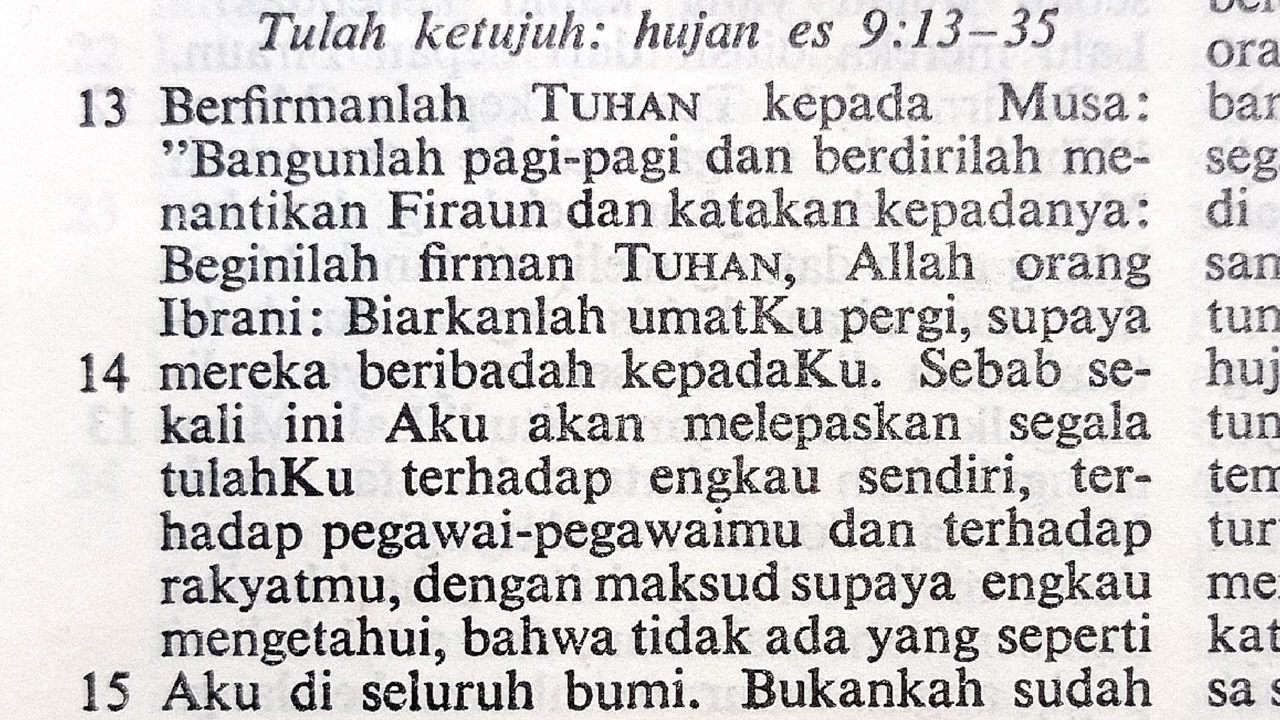 Tulah ketujuh: hujan es 9:13–35
13 Berfirmanlah TUHAN kepada Musa:
”Bangunlah pagi-pagi dan berdirilah me-
nantikan Firaun dan katakan kepadanya:
Beginilah firman TUHAN, Allah orang
Ibrani: Biarkanlah umatKu pergi, supaya
14 mereka beribadah kepadaKu. Sebab se-
kali ini Aku akan melepaskan segala
tulahKu terhadap engkau sendiri, ter-
hadap pegawai-pegawaimu dan terhadap
rakyatmu, dengan maksud supaya engkau
mengetahui, bahwa tidak ada yang seperti
15 Aku di seluruh bumi. Bukankah sudah